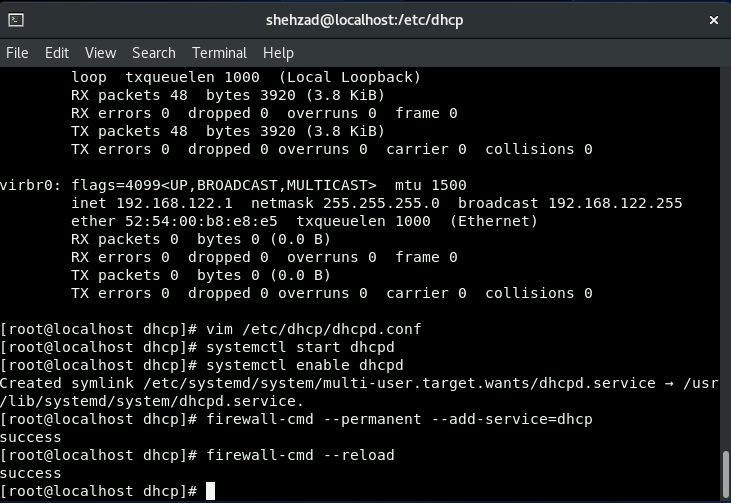 shehzad@localhost:/etc/dhcp
File Edit View Search Terminal Help
loop txqueuelen 1000 (Local Loopback)
RX packets 48 bytes 3920 (3.8 KiB)
RX errors 0 dropped 0 overruns 0 frame 0
TX packets 48 bytes 3920 (3.8 KiB)
TX errors 0 dropped 0 overruns 0 carrier 0 collisions 0
virbr0: flags=4099<UP,BROADCAST,MULTICAST> mtu 1500
inet 192.168.122.1 netmask 255.255.255.0 broadcast 192.168.122.255
ether 52:54:00:b8:e8:e5 txqueuelen 1000 (Ethernet)
RX packets 0 bytes 0 (0.0 B)
RX errors 0 dropped 0 overruns 0 frame 0
TX packets 0 bytes 0 (0.0 B)
TX errors 0 dropped 0 overruns 0 carrier 0 collisions 0
[root@localhost dhcp]# vim /etc/dhcp/dhcpd.conf
[root@localhost dhcp]# systemctl start dhcpd
[root@localhost dhcp]# systemctl enable dhcpd
Created symlink /etc/systemd/system/multi-user.target.wants/dhcpd.service → /usr
/lib/systemd/system/dhcpd.service.
[root@localhost dhcp]# firewall-cmd --permanent --add-service=dhcp
success
[root@localhost dhcp]# firewall-cmd --reload
success
[root@localhost dhcp]#